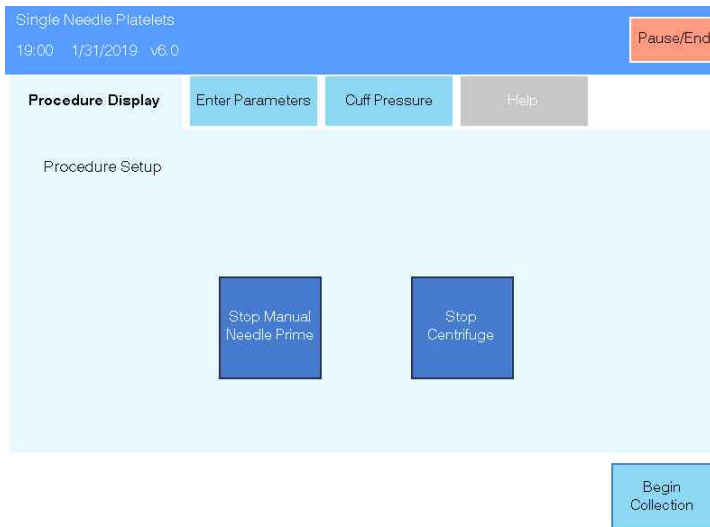 Single Needle Platelets
19:00 1/31/2019 v6.0
Pause/End
Procedure Display
Enter Parameters
Cuff Pressure
Help
Procedure Setup
Stop Manual
Needle Prime
Stop
Centrifuge
Begin
Collection